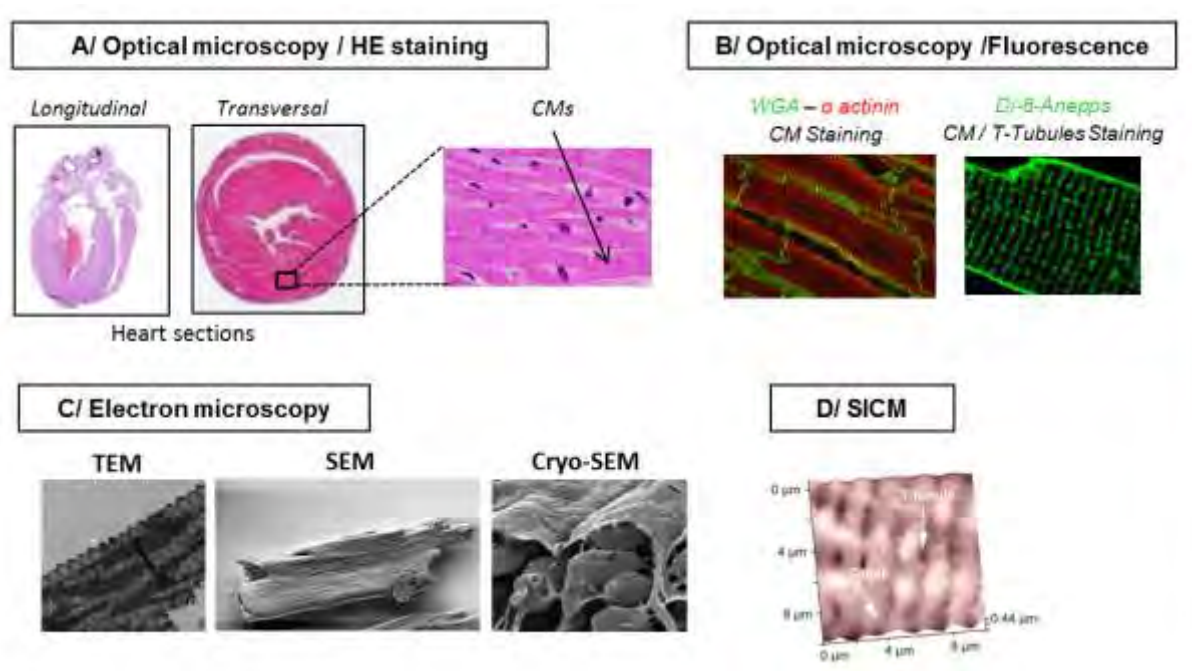 A/ Optical microscopy / HE staining
B/ Optical microscopy /Fluorescence
Longitudinal
Transversal
CMs
WGA – α actinin
CM Staining
Di-8-Anepps
CM / T-Tubules Staining
Heart sections
C/ Electron microscopy
D/ SICM
TEM
SEM
Cryo-SEM
0 µm
4 µm
8 µm
0.44 µm
0 µm
4 µm
8 µm